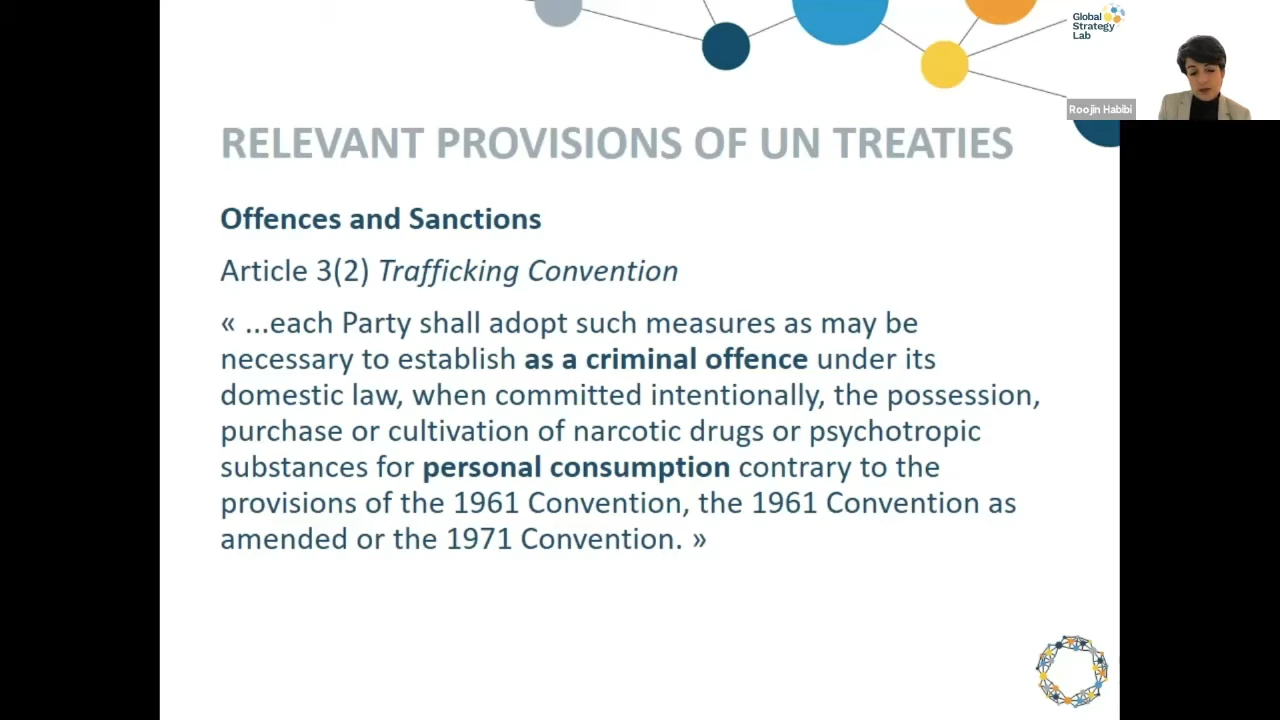 Global
Strategy
Lab
Roojin Habibi
RELEVANT PROVISIONS OF UN TREATIES
Offences and Sanctions
Article 3(2) Trafficking Convention
« ...each Party shall adopt such measures as may be
necessary to establish as a criminal offence under its
domestic law, when committed intentionally, the possession,
purchase or cultivation of narcotic drugs or psychotropic
substances for personal consumption contrary to the
provisions of the 1961 Convention, the 1961 Convention as
amended or the 1971 Convention. »